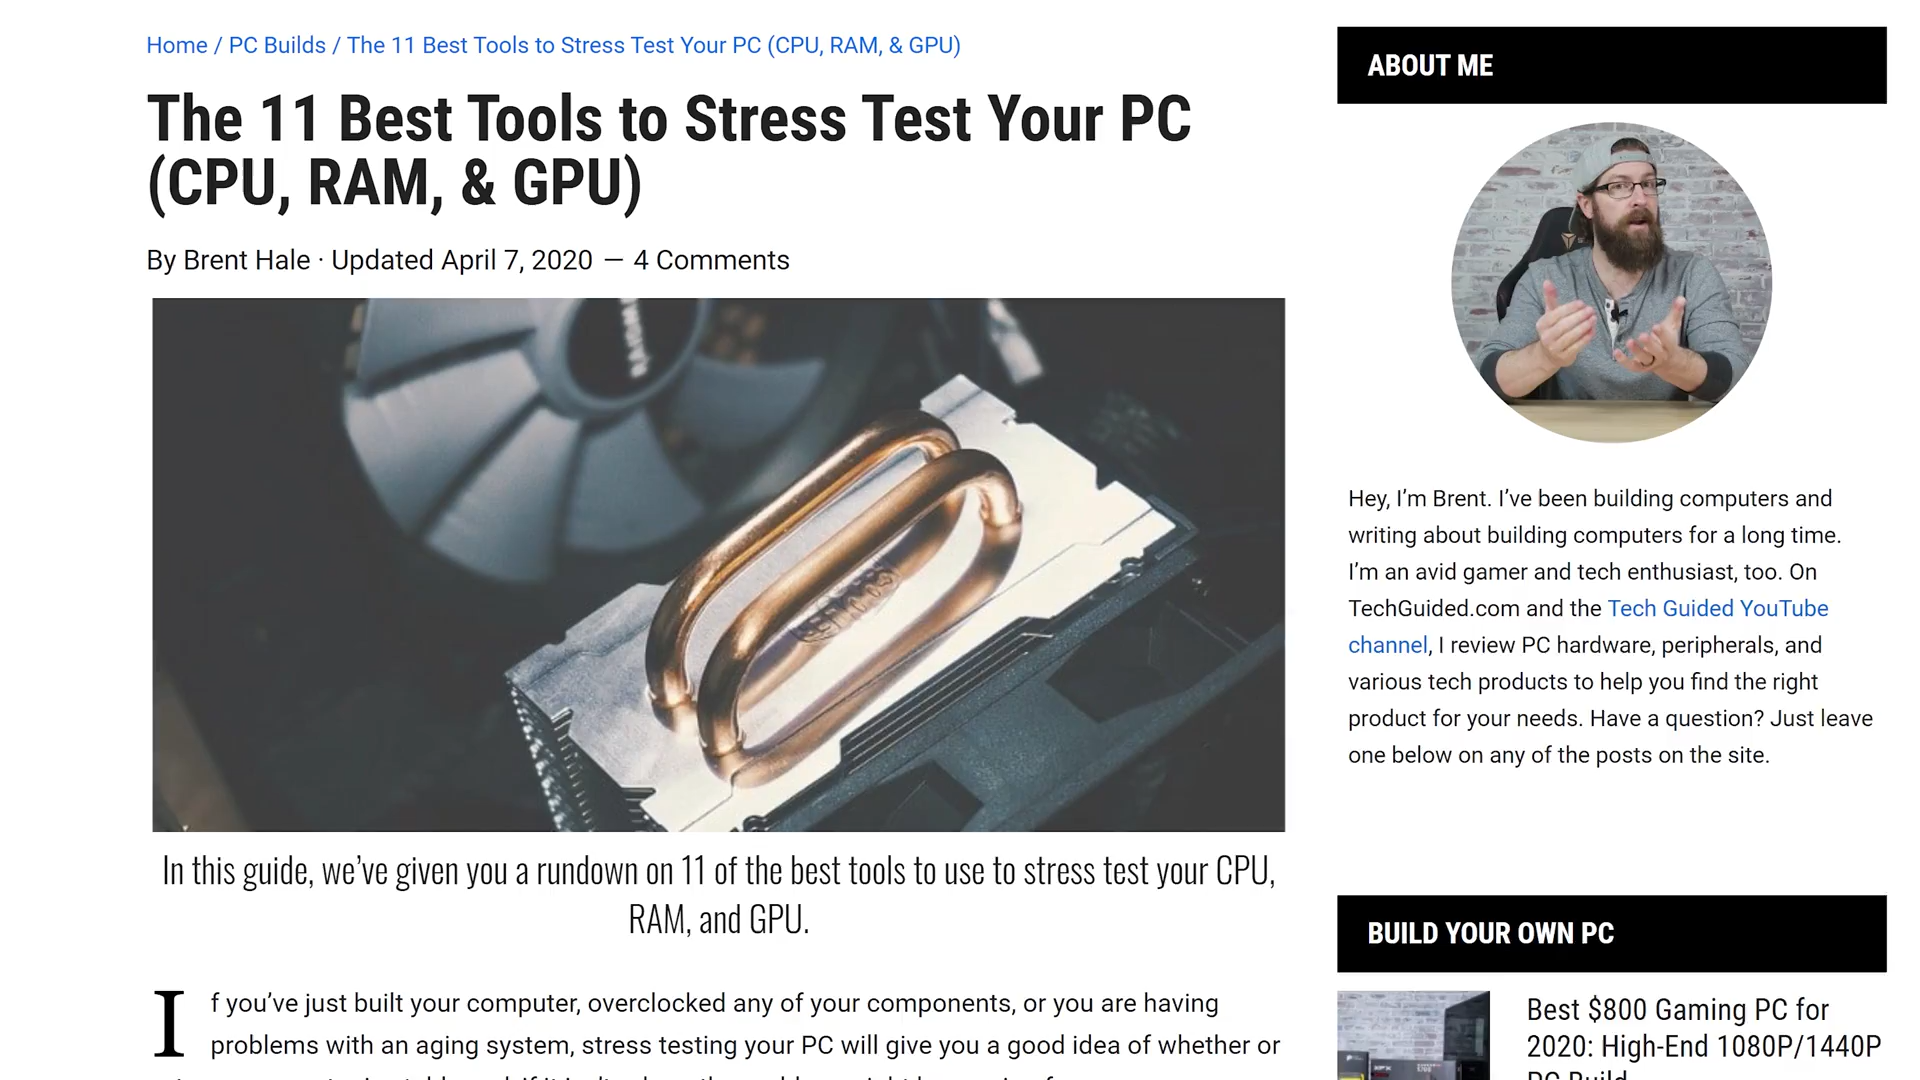 Home / PC Builds / The 11 Best Tools to Stress Test Your PC (CPU, RAM, & GPU)
The 11 Best Tools to Stress Test Your PC
(CPU, RAM, & GPU)
By Brent Hale · Updated April 7, 2020 — 4 Comments
In this guide, we’ve given you a rundown on 11 of the best tools to use to stress test your CPU,
RAM, and GPU.
If you’ve just built your computer, overclocked any of your components, or you are having
problems with an aging system, stress testing your PC will give you a good idea of whether or
ABOUT ME
Hey, I’m Brent. I’ve been building computers and
writing about building computers for a long time.
I’m an avid gamer and tech enthusiast, too. On
TechGuided.com and the Tech Guided YouTube
channel, I review PC hardware, peripherals, and
various tech products to help you find the right
product for your needs. Have a question? Just leave
one below on any of the posts on the site.
BUILD YOUR OWN PC
Best $800 Gaming PC for
2020: High-End 1080P/1440P
PC Build